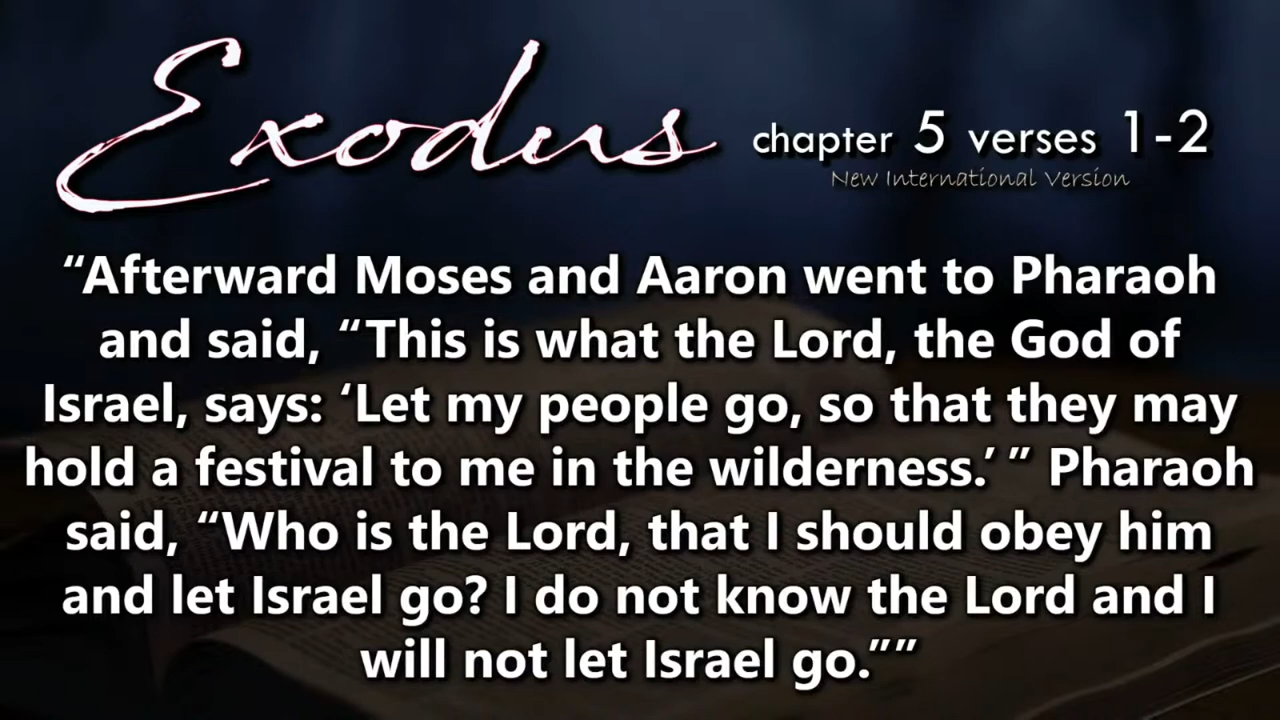 Exodus chapter 5 verses 1-2
New International Version
“Afterward Moses and Aaron went to Pharaoh
and said, “This is what the Lord, the God of
Israel, says: ‘Let my people go, so that they may
hold a festival to me in the wilderness.’ ” Pharaoh
said, “Who is the Lord, that I should obey him
and let Israel go? I do not know the Lord and I
will not let Israel go.””